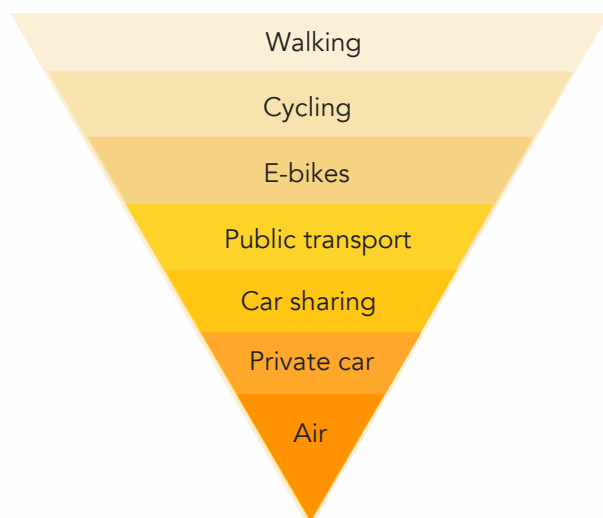 Walking
Cycling
E-bikes
Public transport
Car sharing
Private car
Air